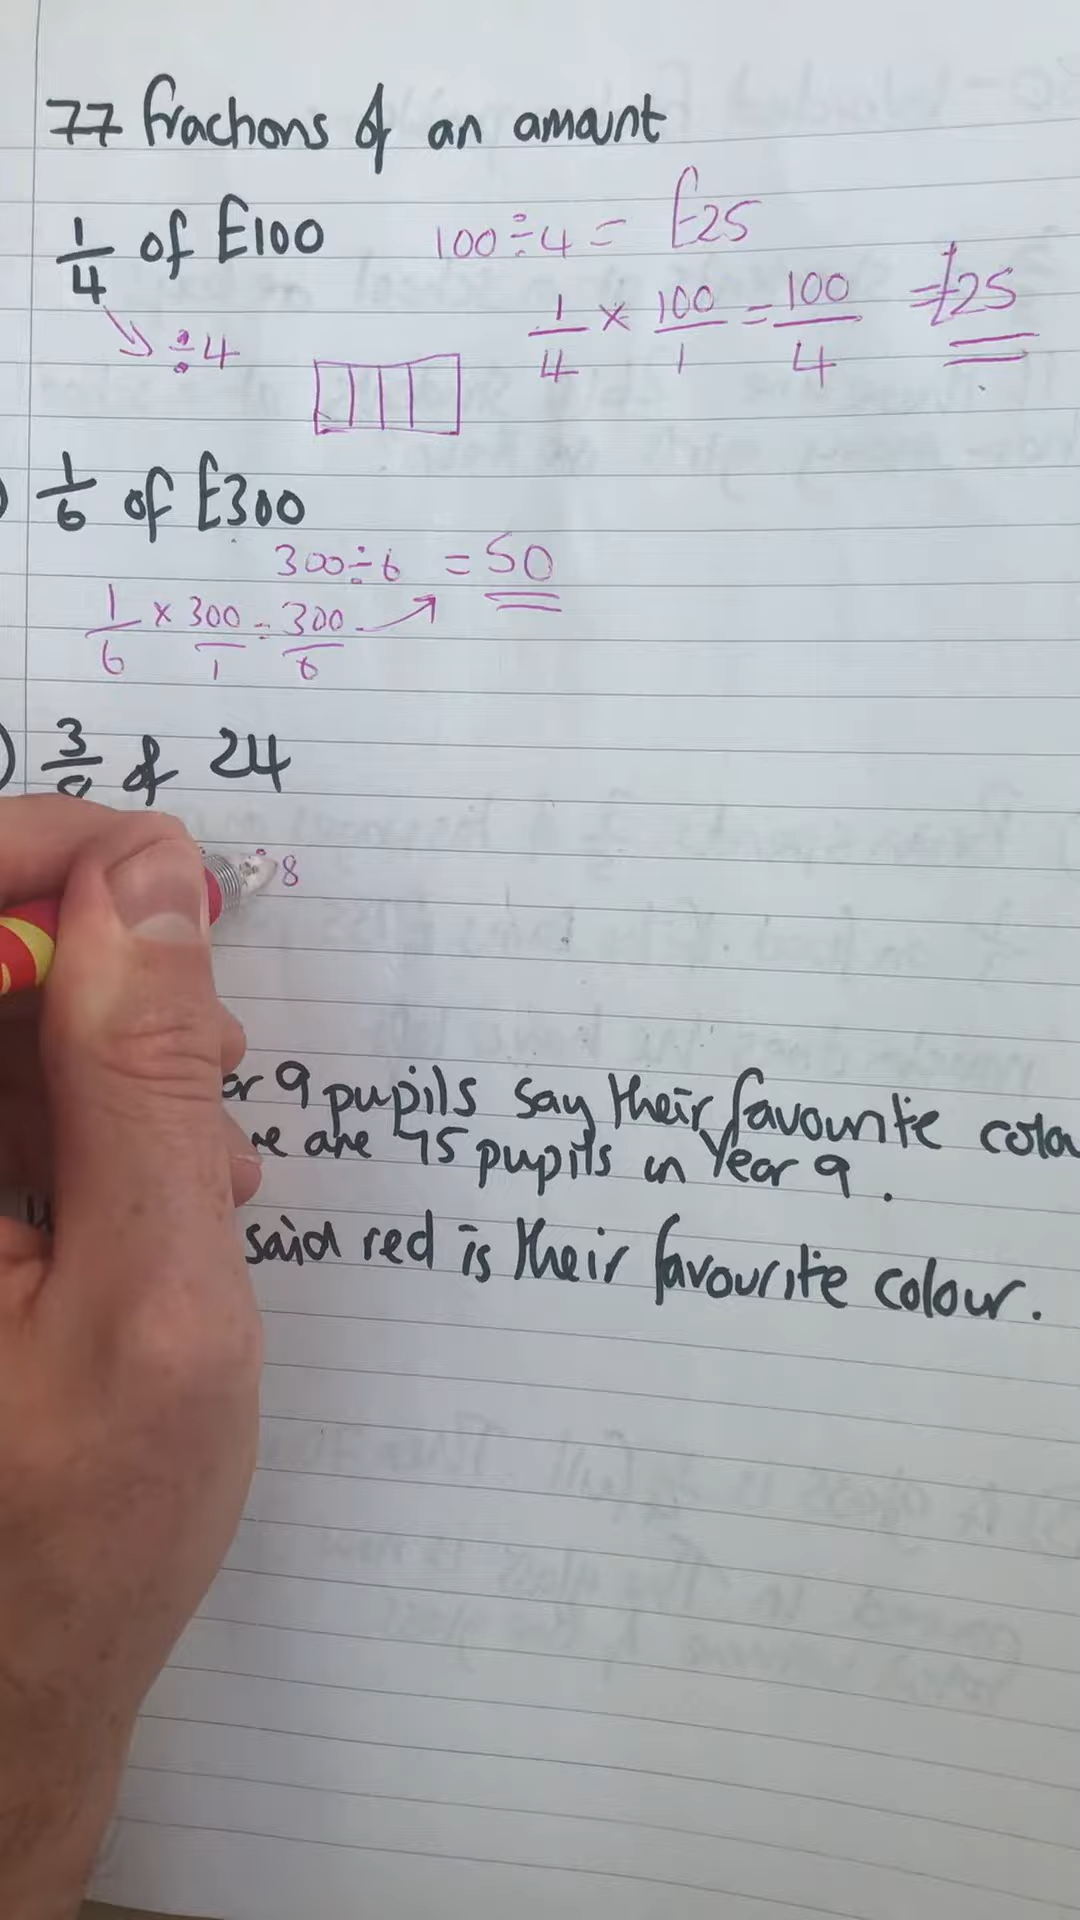 77 fractions of an amount
1/4 of £100 100÷4 = £25
1/4 × 100/1 = 100/4 = £25
÷4
1/6 of £300
300÷6 = 50
1/6 × 300/1 = 300/6
3/ of 24
÷8
9 pupils say their favourite
are 45 pupils in Year 9.
said red is their favourite colour.